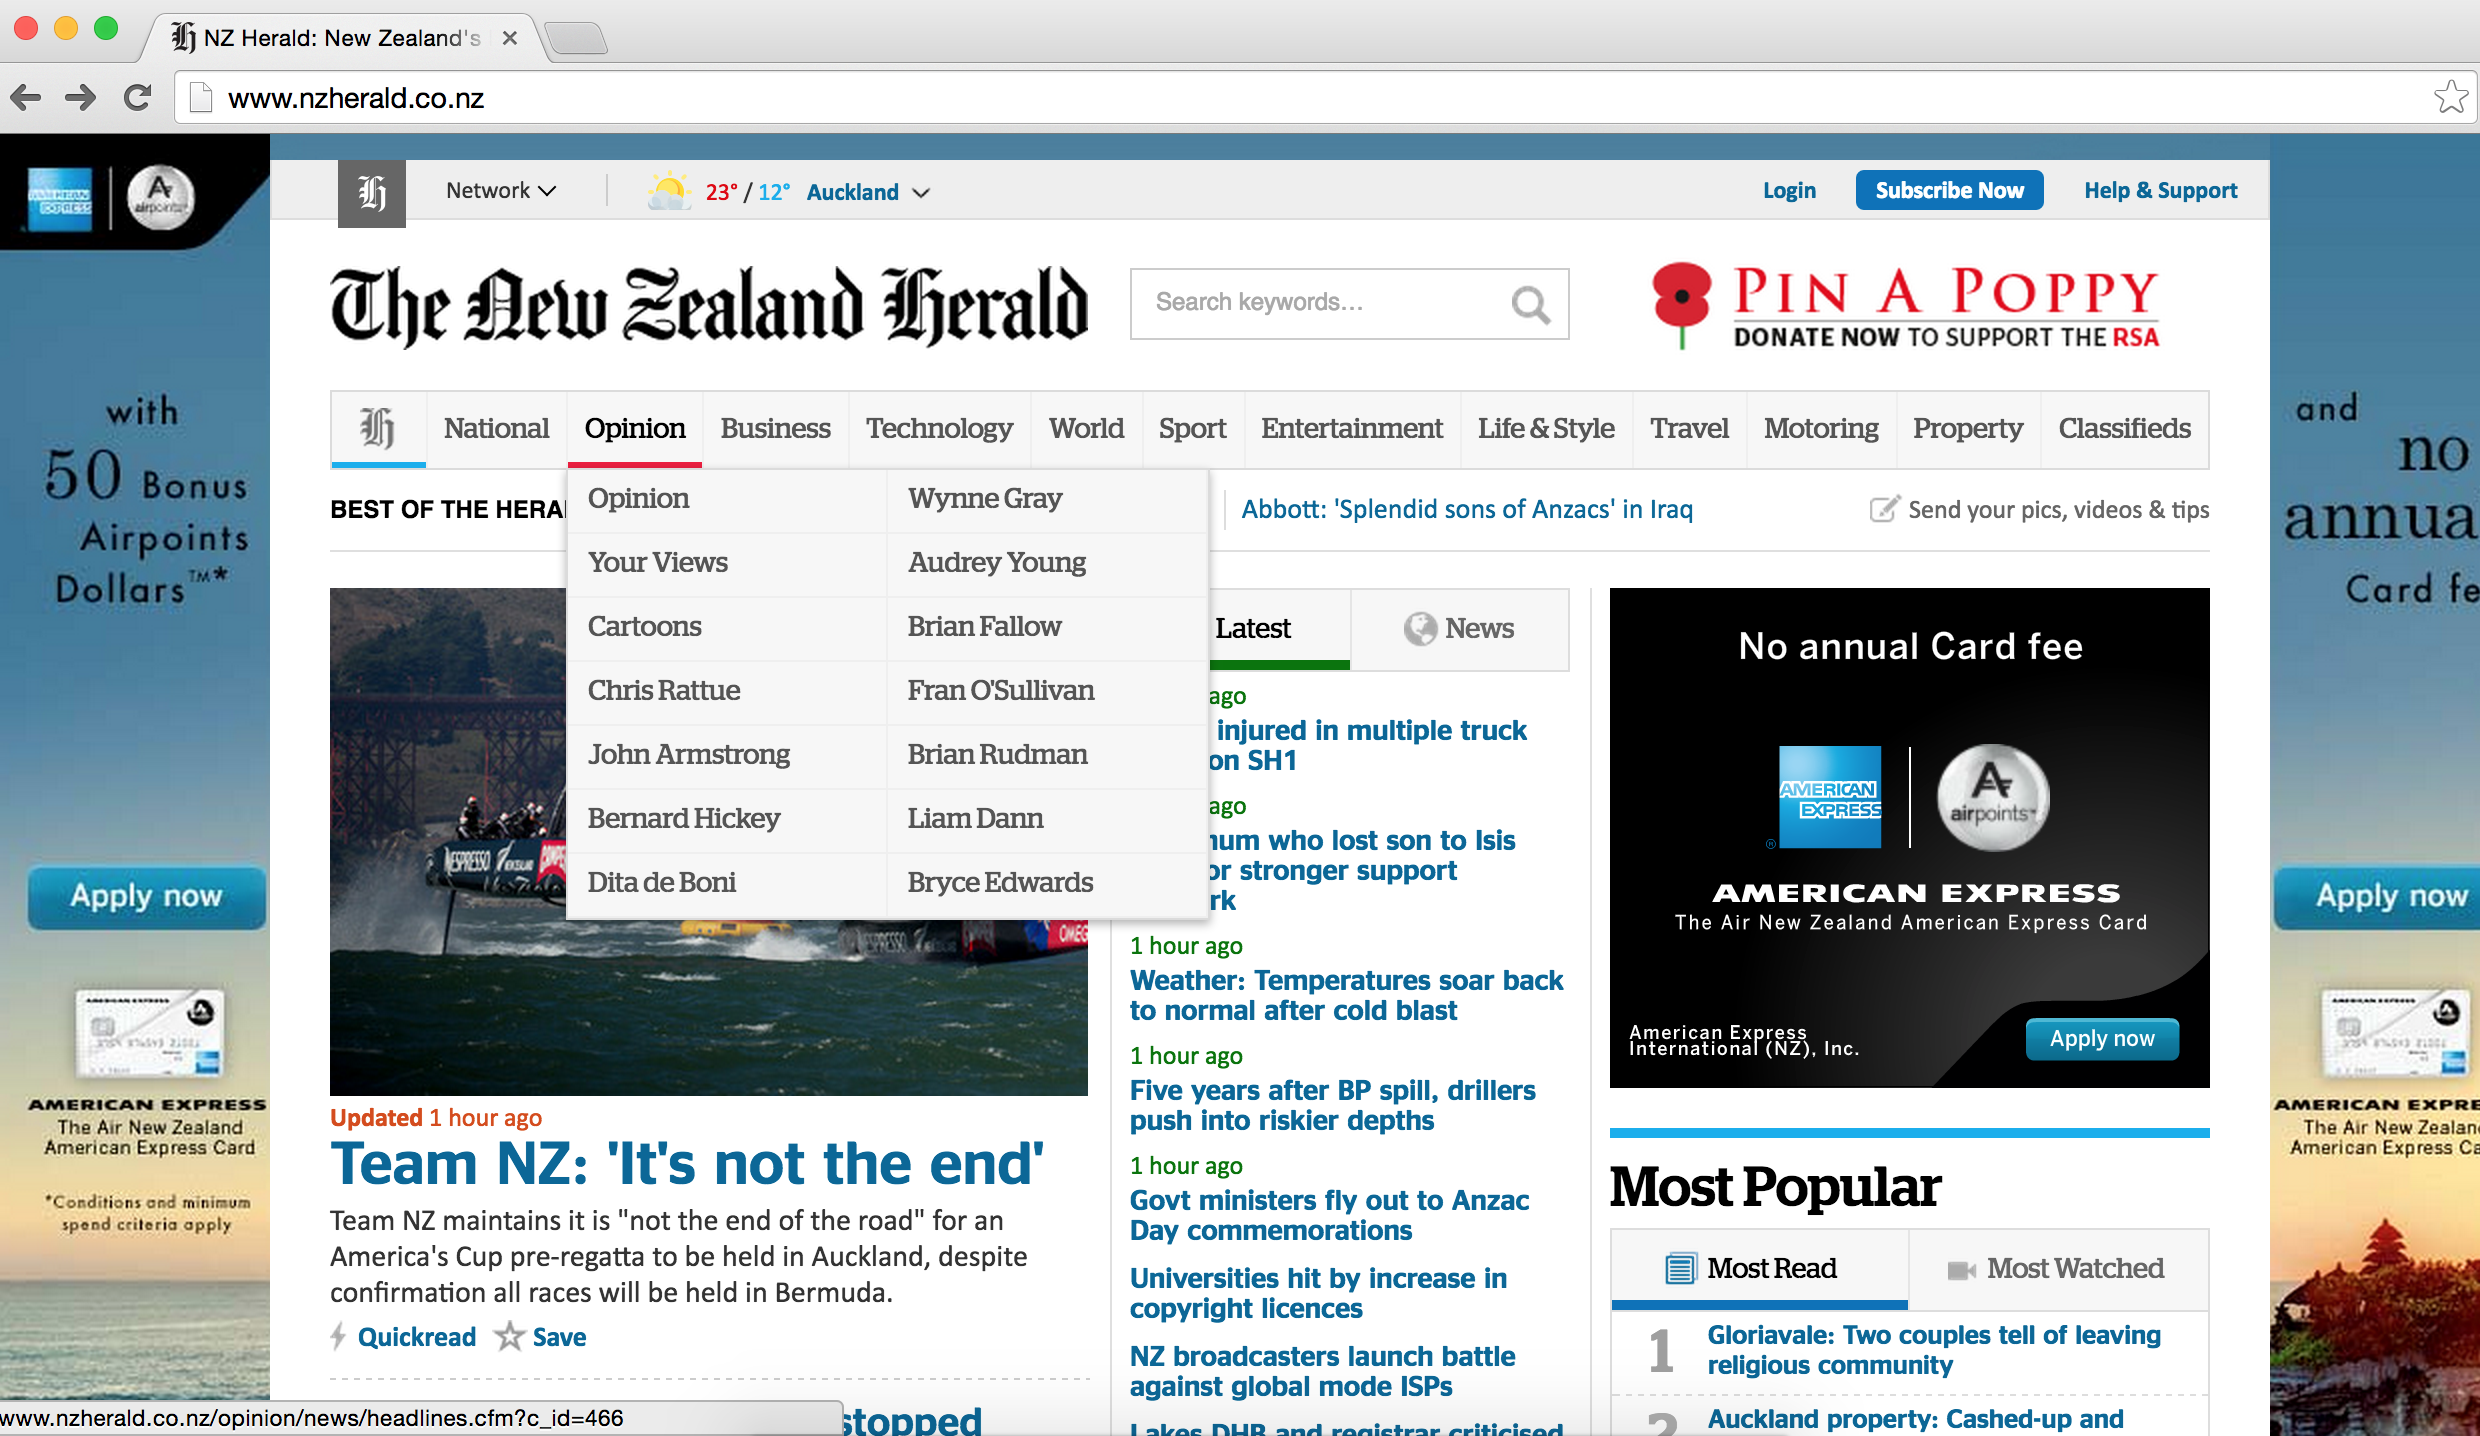 NZ Herald: New Zealand's
www.nzherald.co.nz
Network
23° / 12° Auckland
Login
Subscribe Now
Help & Support
The New Zealand Herald
Search keywords...
PIN A POPPY
DONATE NOW TO SUPPORT THE RSA
National
Opinion
Business
Technology
World
Sport
Entertainment
Life & Style
Travel
Motoring
Property
Classifieds
BEST OF THE
Abbott: 'Splendid sons of Anzacs' in Iraq
Send your pics, videos & tips
Opinion
Your Views
Cartoons
Chris Rattue
John Armstrong
Bernard Hickey
Dita de Boni
Wynne Gray
Audrey Young
Brian Fallow
Fran O'Sullivan
Brian Rudman
Liam Dann
Bryce Edwards
NESPRESSO
OMEGA
Updated 1 hour ago
Team NZ: 'It's not the end'
Team NZ maintains it is "not the end of the road" for an
America's Cup pre-regatta to be held in Auckland, despite
confirmation all races will be held in Bermuda.
Quickread
Save
stopped
www.nzherald.co.nz/opinion/news/headlines.cfm?c_id=466
Latest
News
ago
injured in multiple truck
on SH1
ago
who lost son to Isis
stronger support
1 hour ago
Weather: Temperatures soar back
to normal after cold blast
1 hour ago
Five years after BP spill, drillers
push into riskier depths
1 hour ago
Govt ministers fly out to Anzac
Day commemorations
Universities hit by increase in
copyright licences
NZ broadcasters launch battle
against global mode ISPs
Lakes DHB and registrar criticised
No annual Card fee
AMERICAN
EXPRESS
airpoints™
AMERICAN EXPRESS
The Air New Zealand American Express Card
American Express
International (NZ), Inc.
Apply now
Most Popular
Most Read
Most Watched
1
Gloriavale: Two couples tell of leaving
religious community
2
Auckland property: Cashed-up and
AMERICAN
EXPRESS
airpoints
with
50 Bonus
Airpoints
Dollars™*
Apply now
AMERICAN EXPRESS
The Air New Zealand
American Express Card
*Conditions and minimum
spend criteria apply
and
no
Card
Apply now
The Air New
American Express